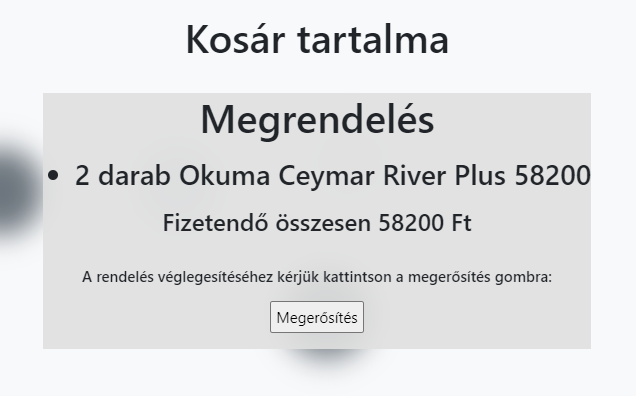 Kosár tartalma
Megrendelés
• 2 darab Okuma Ceymar River Plus 58200
Fizetendő összesen 58200 Ft
A rendelés véglegesítéséhez kérjük kattintson a megerősítés gombra:
Megerősítés